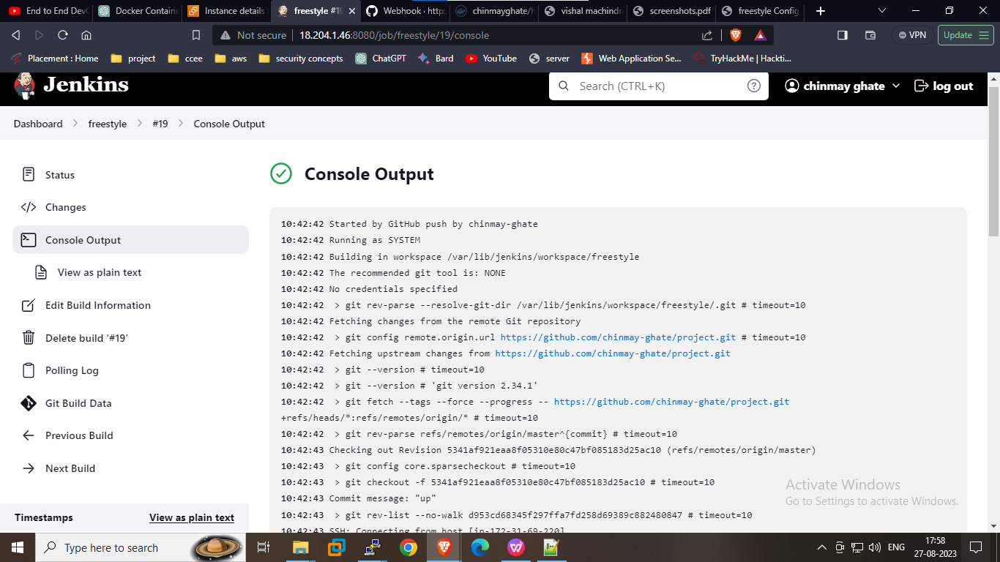 End to End Dev
Docker Containe
Instance details
freestyle #19
Webhook · http:
chinmayghate/h
vishal machindra
screenshots.pdf
freestyle Config
Not secure
18.204.1.46:8080/job/freestyle/19/console
VPN
Update
Placement : Home
project
ccee
aws
security concepts
ChatGPT
Bard
YouTube
server
Web Application Se...
TryHackMe | Hackti...
Jenkins
Search (CTRL+K)
chinmay ghate
log out
Dashboard
freestyle
#19
Console Output
Status
Changes
Console Output
View as plain text
Edit Build Information
Delete build ‘#19’
Polling Log
Git Build Data
Previous Build
Next Build
Timestamps
View as plain text
Console Output
10:42:42 Started by GitHub push by chinmay-ghate
10:42:42 Running as SYSTEM
10:42:42 Building in workspace /var/lib/jenkins/workspace/freestyle
10:42:42 The recommended git tool is: NONE
10:42:42 No credentials specified
10:42:42  > git rev-parse --resolve-git-dir /var/lib/jenkins/workspace/freestyle/.git # timeout=10
10:42:42 Fetching changes from the remote Git repository
10:42:42  > git config remote.origin.url https://github.com/chinmay-ghate/project.git # timeout=10
10:42:42 Fetching upstream changes from https://github.com/chinmay-ghate/project.git
10:42:42  > git --version # timeout=10
10:42:42  > git --version # 'git version 2.34.1'
10:42:42  > git fetch --tags --force --progress -- https://github.com/chinmay-ghate/project.git
+refs/heads/*:refs/remotes/origin/* # timeout=10
10:42:42  > git rev-parse refs/remotes/origin/master^{commit} # timeout=10
10:42:43 Checking out Revision 5341af921eaa8f05310e80c47bf085183d25ac10 (refs/remotes/origin/master)
10:42:43  > git config core.sparsecheckout # timeout=10
10:42:43  > git checkout -f 5341af921eaa8f05310e80c47bf085183d25ac10 # timeout=10
10:42:43 Commit message: "up"
10:42:43  > git rev-list --no-walk d953cd68345f297ffa7fd258d69389c882480847 # timeout=10
10:42:43 SSH: Connecting from host [ip-172-31-69-220]
Activate Windows
Go to Settings to activate Windows.
Type here to search
ENG
17:58
27-08-2023